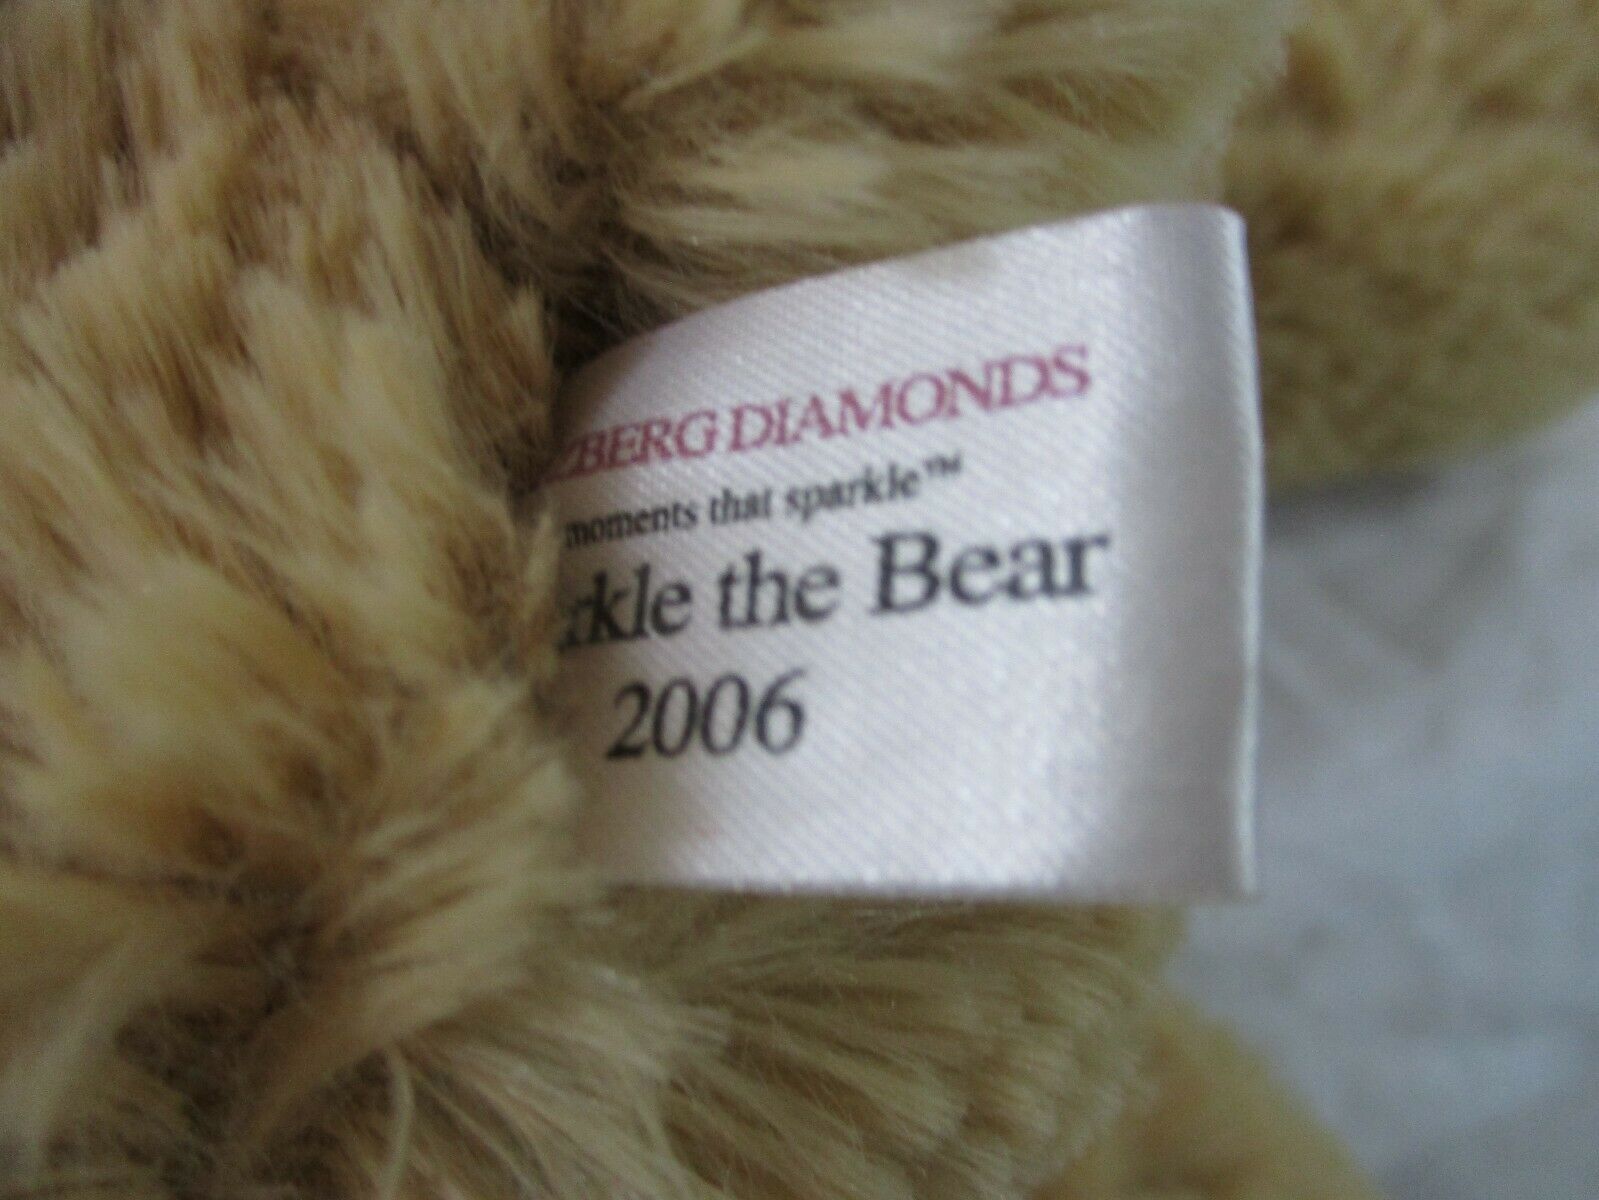 ZBERG DIAMONDS
moments that sparkle™
rkle the Bear
2006